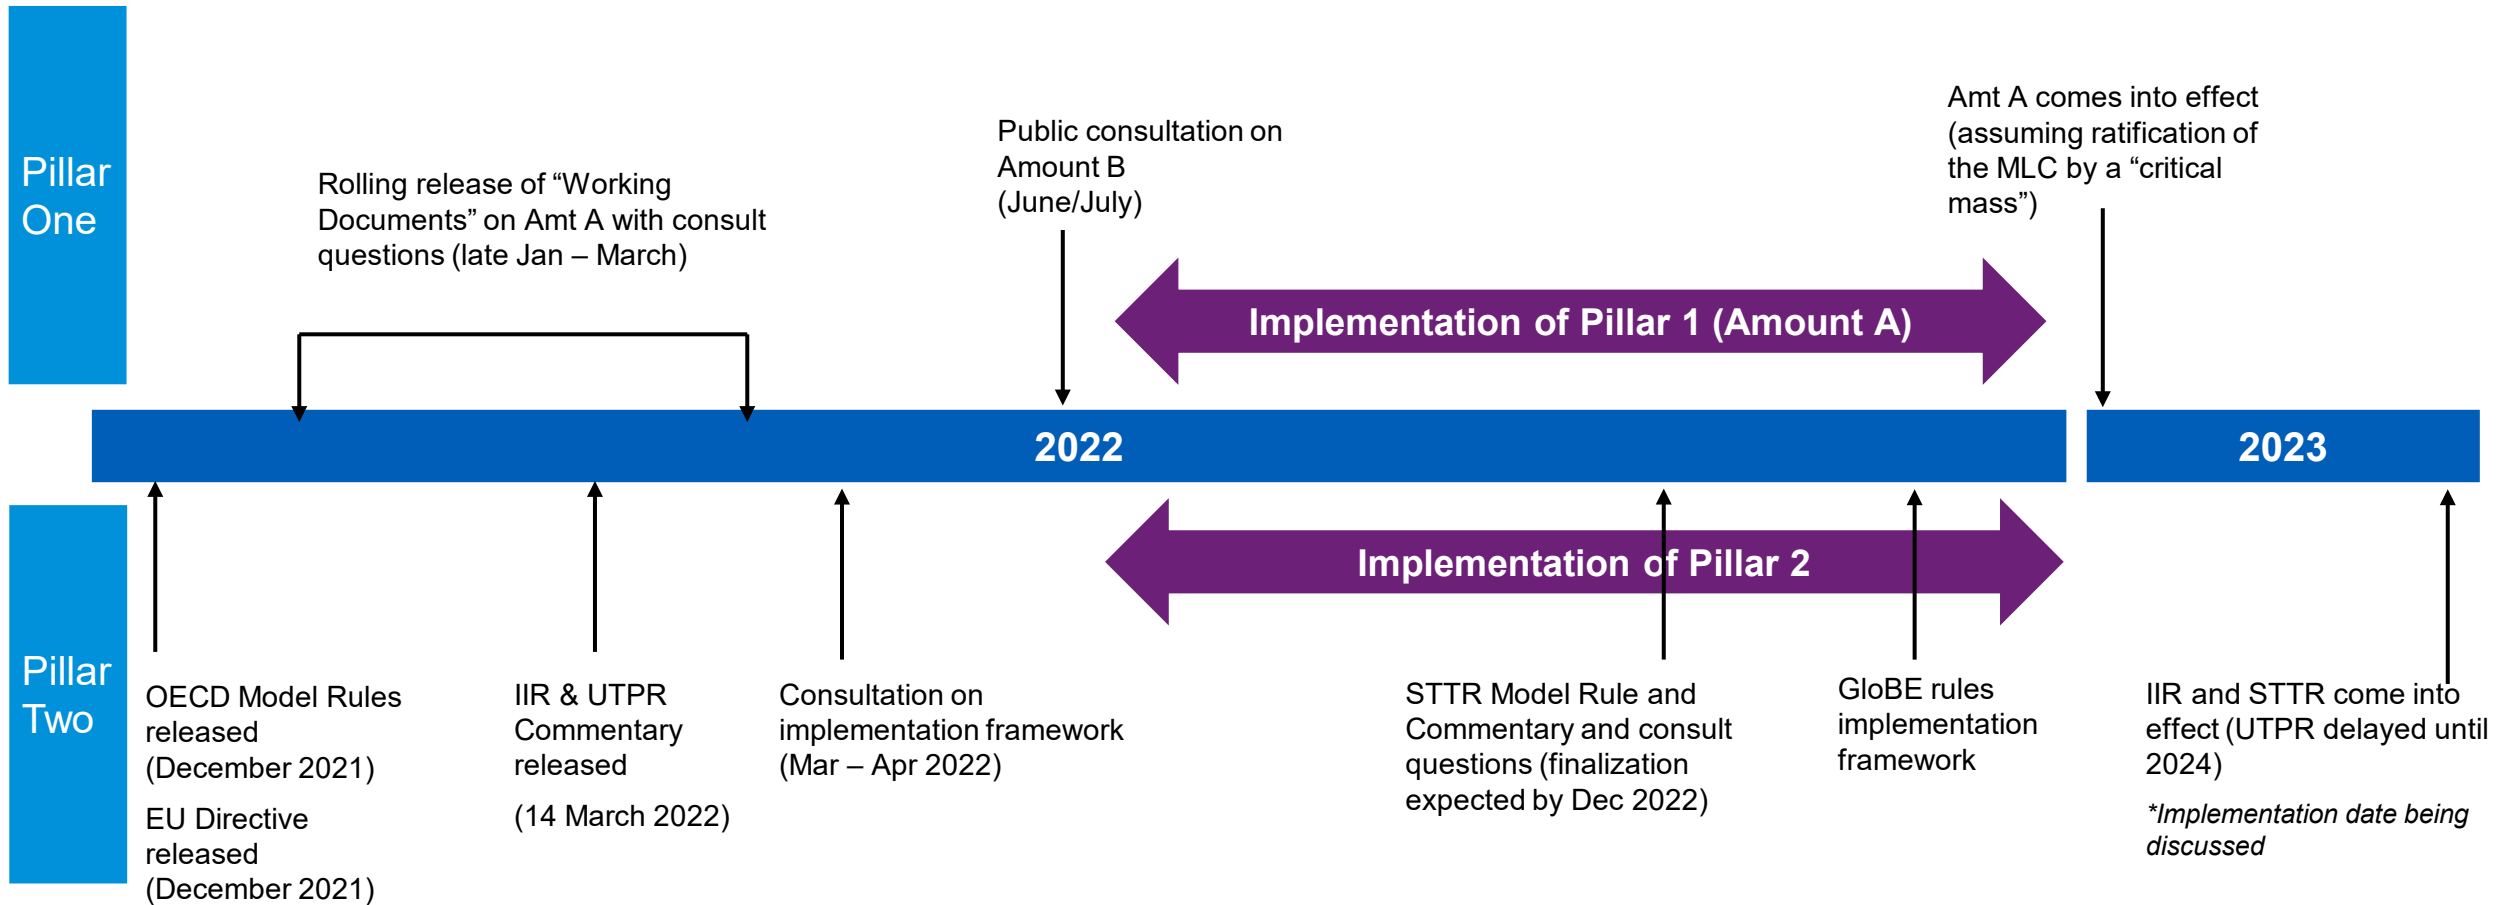 Pillar
One
Rolling release of “Working
Documents” on Amt A with consult
questions (late Jan – March)
Public consultation on
Amount B
(June/July)
Amt A comes into effect
(assuming ratification of
the MLC by a “critical
mass”)
Implementation of Pillar 1 (Amount A)
2022
2023
Implementation of Pillar 2
Pillar
Two
OECD Model Rules
released
(December 2021)
EU Directive
released
(December 2021)
IIR & UTPR
Commentary
released
(14 March 2022)
Consultation on
implementation framework
(Mar – Apr 2022)
STTR Model Rule and
Commentary and consult
questions (finalization
expected by Dec 2022)
GloBE rules
implementation
framework
IIR and STTR come into
effect (UTPR delayed until
2024)
*Implementation date being
discussed